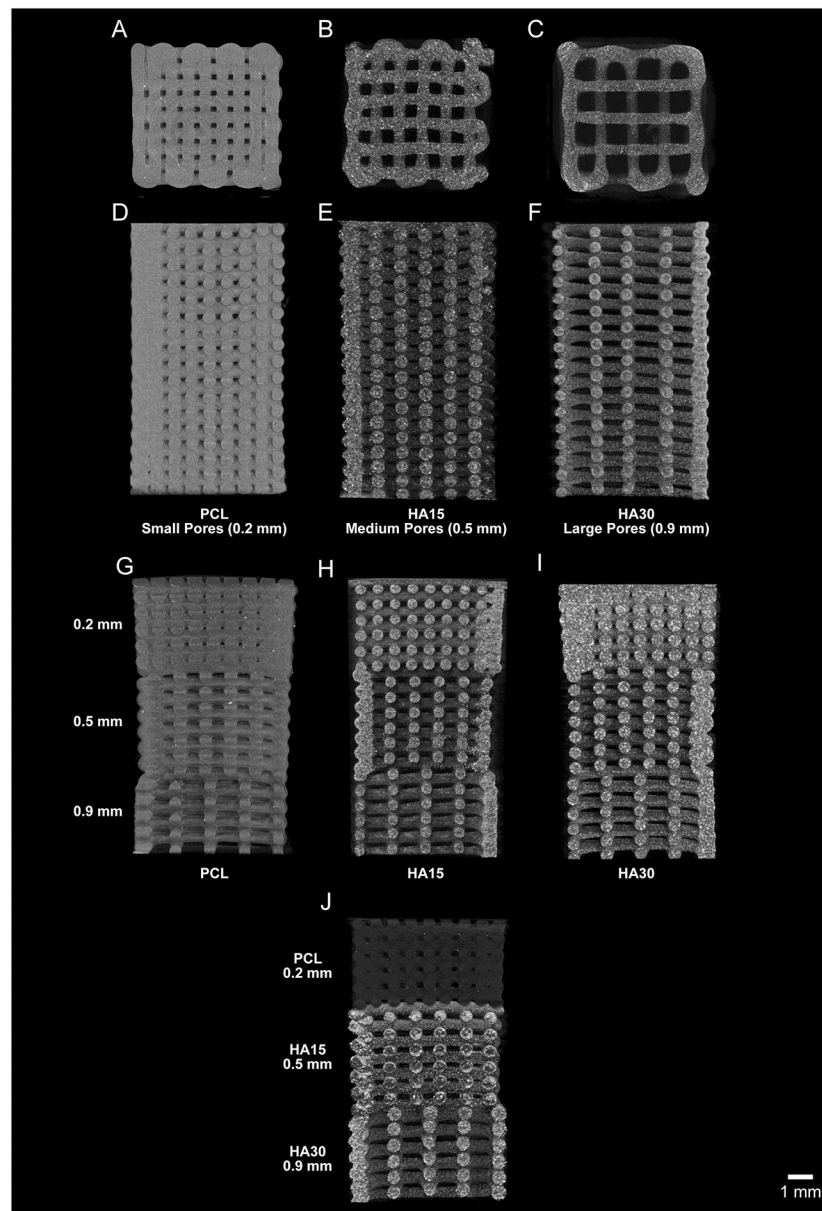 A
B
C
D
E
F
PCL
Small Pores (0.2 mm)
HA15
Medium Pores (0.5 mm)
HA30
Large Pores (0.9 mm)
G
H
I
0.2 mm
0.5 mm
0.9 mm
PCL
HA15
HA30
J
PCL
0.2 mm
HA15
0.5 mm
HA30
0.9 mm
1 mm